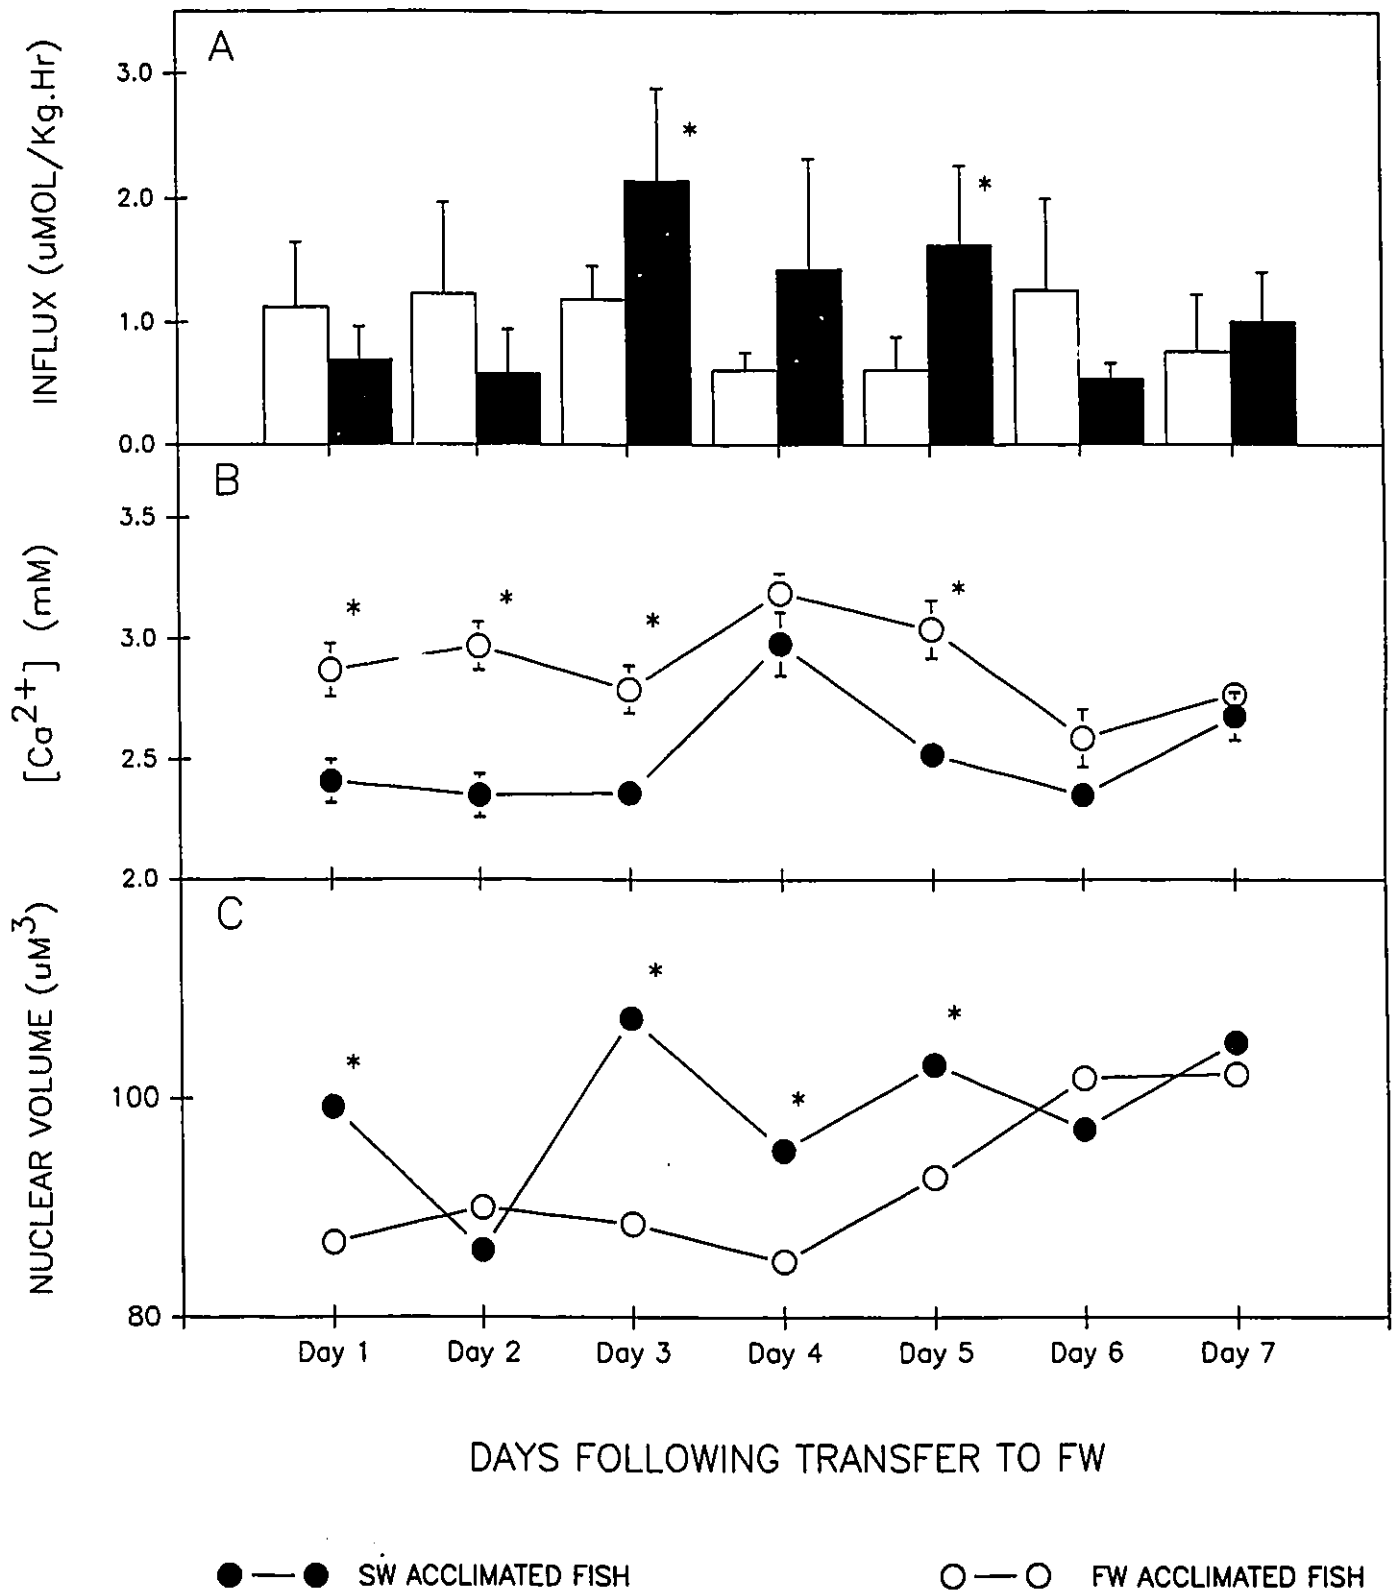 A
INFLUX (uMOL/Kg.Hr)
3.0
2.0
1.0
0.0
*
*
B
[Ca2+] (mM)
3.5
3.0
2.5
2.0
*
*
*
*
C
NUCLEAR VOLUME (uM3)
100
80
*
*
*
*
Day 1 Day 2 Day 3 Day 4 Day 5 Day 6 Day 7
DAYS FOLLOWING TRANSFER TO FW
SW ACCLIMATED FISH FW ACCLIMATED FISH